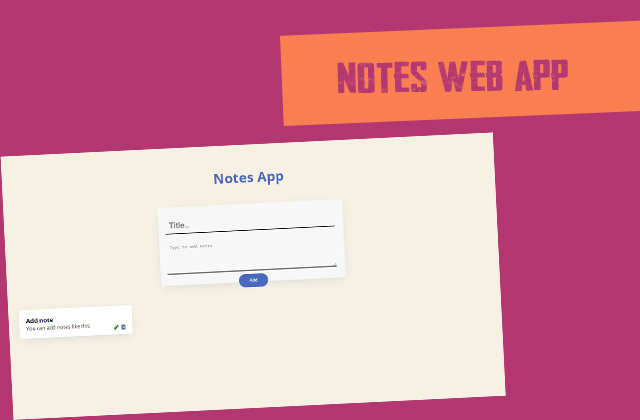 NOTES WEB APP
Notes App
Title..
Type to add notes
Add
Add note
You can add notes like this